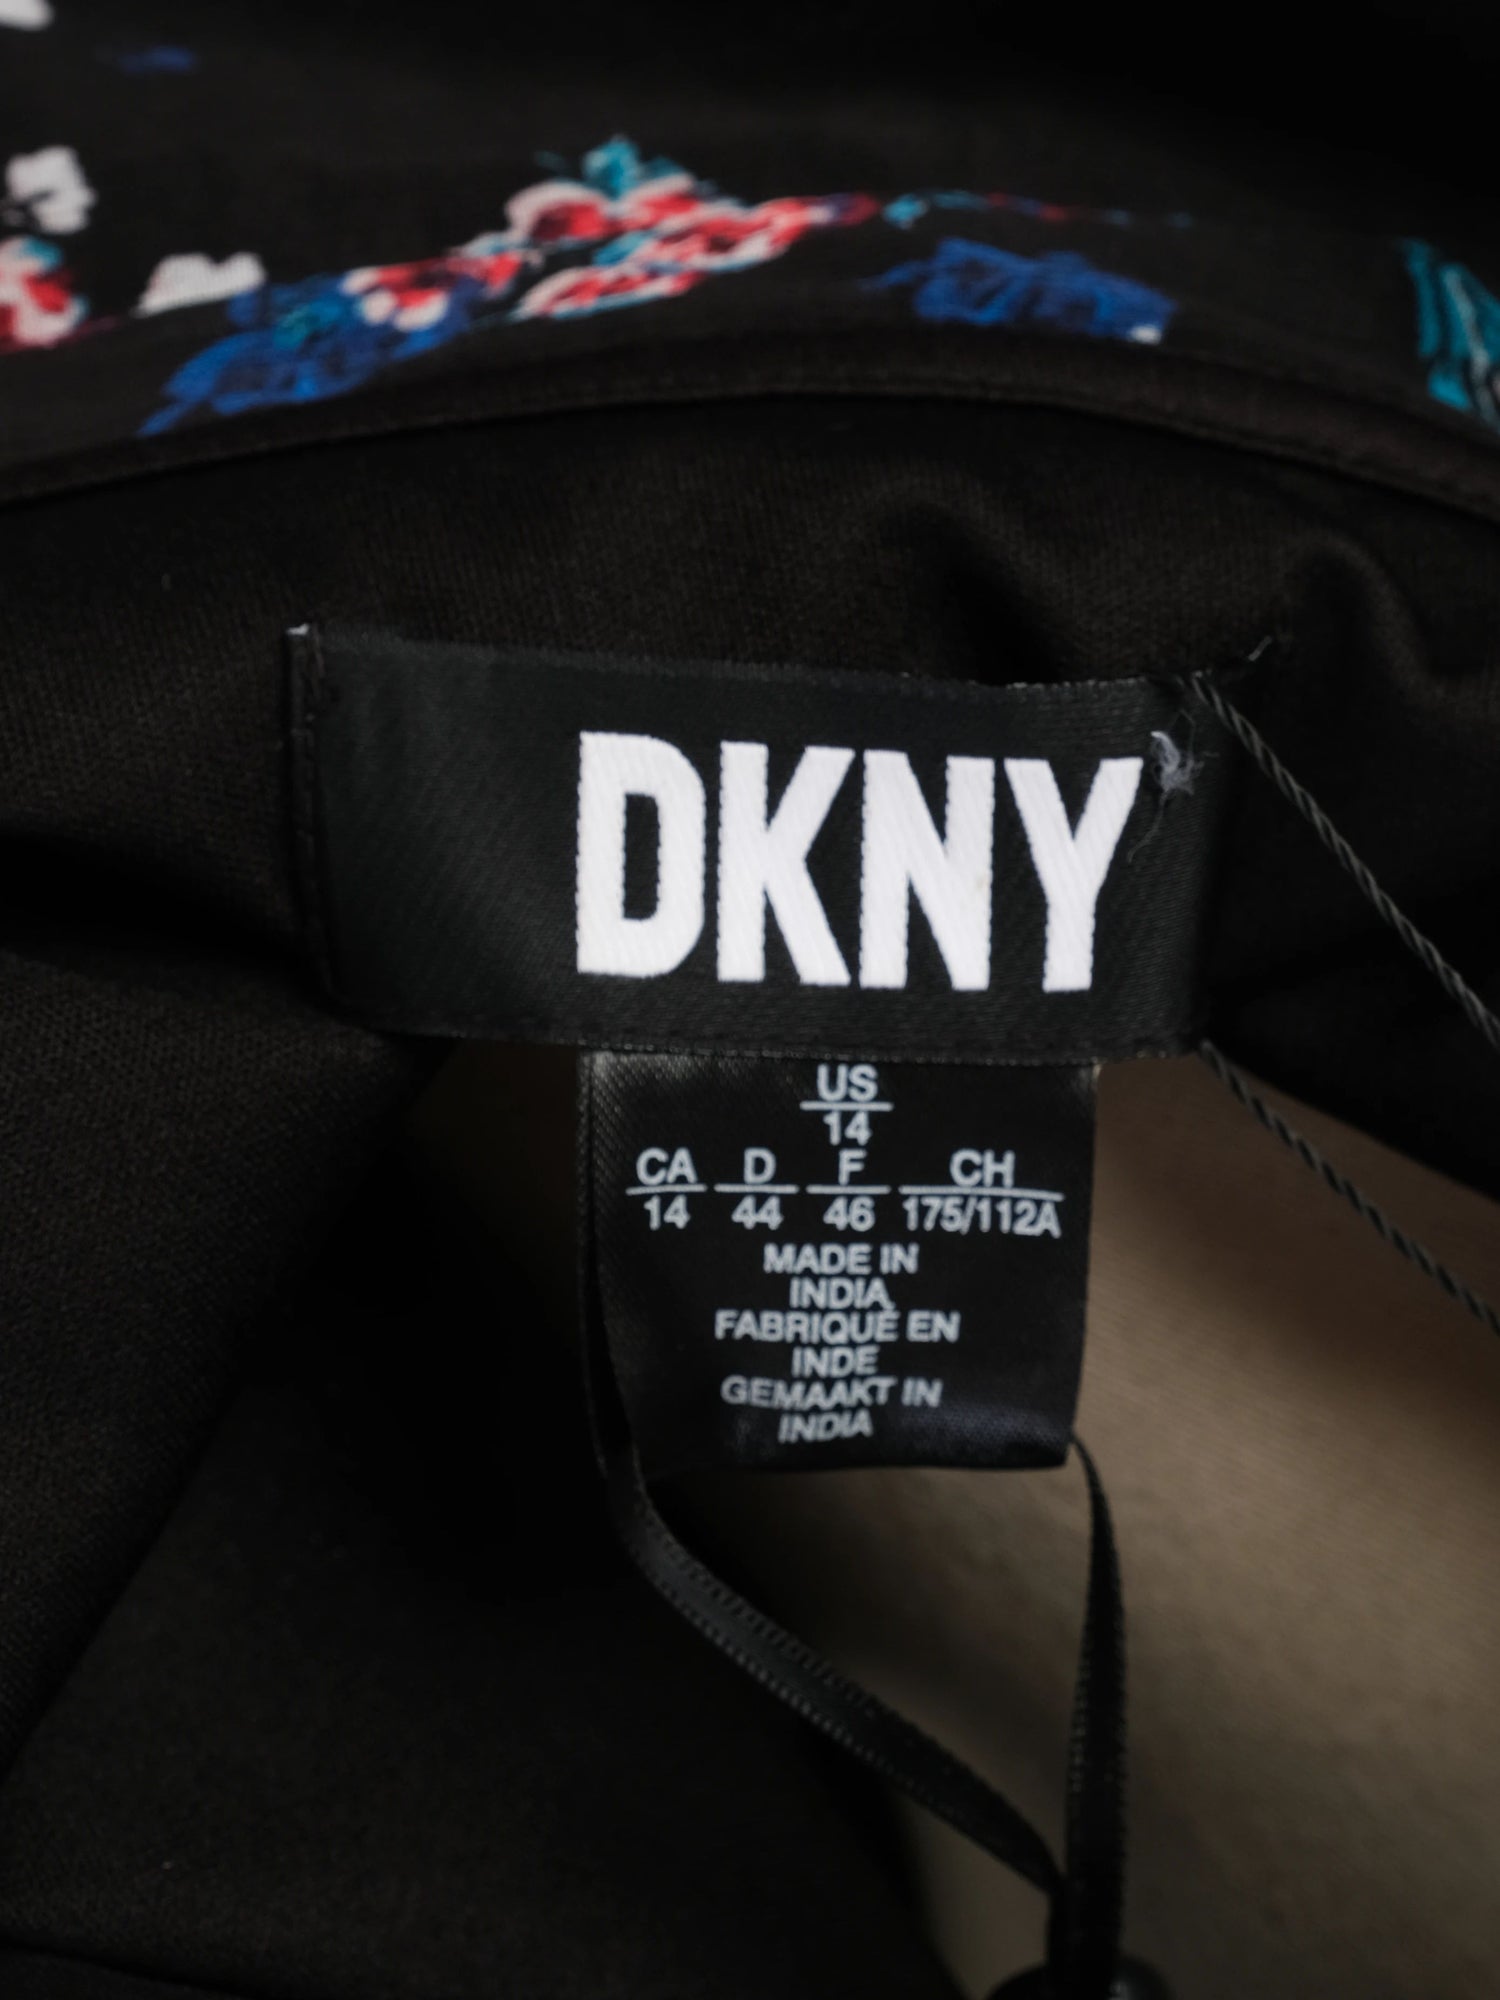 DKNY
US
14
CA D F CH
14 44 46 175/112A
MADE IN
INDIA
FABRIQUÉ EN
INDE
GEMAAKT IN
INDIA